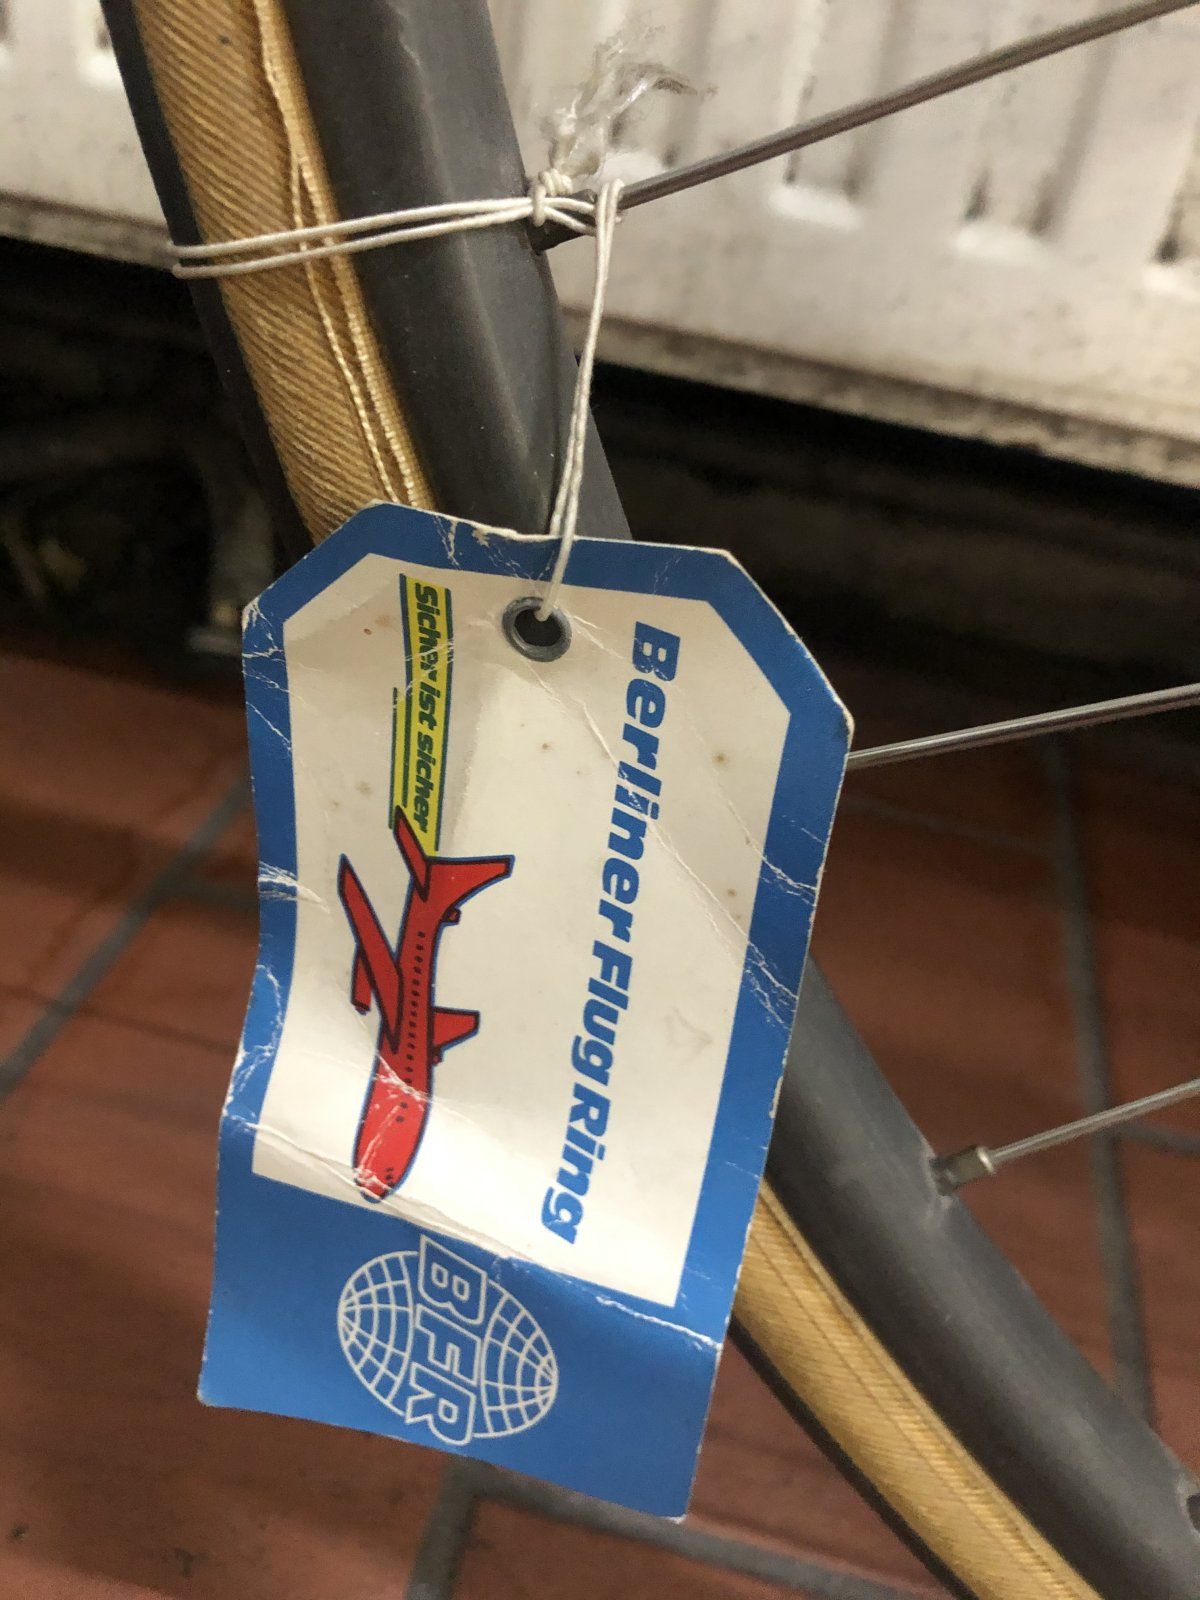 Berliner Flug Ring
Sicher ist sicher
BFR